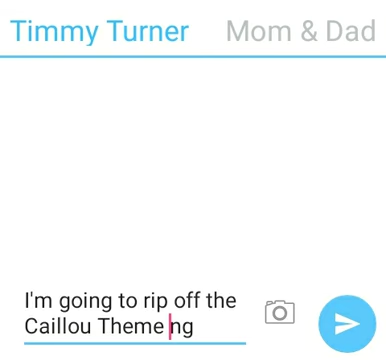 Timmy Turner Mom & Dad
I'm going to rip off the
Caillou Theme ng